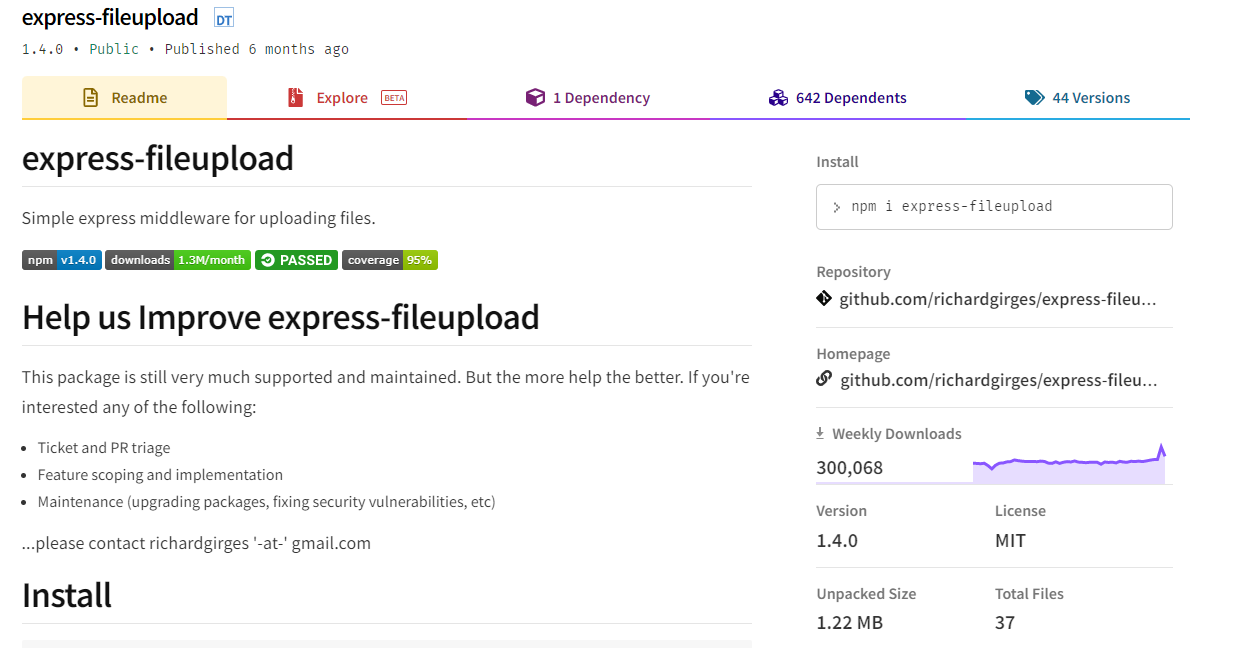 express-fileupload DT
1.4.0 • Public • Published 6 months ago
Readme
Explore BETA
1 Dependency
642 Dependents
44 Versions
express-fileupload
Simple express middleware for uploading files.
npm v1.4.0 downloads 1.3M/month PASSED coverage 95%
Help us Improve express-fileupload
This package is still very much supported and maintained. But the more help the better. If you're
interested any of the following:
• Ticket and PR triage
• Feature scoping and implementation
• Maintenance (upgrading packages, fixing security vulnerabilities, etc)
...please contact richardgirges '-at-' gmail.com
Install
Install
> npm i express-fileupload
Repository
github.com/richardgirges/express-fileu...
Homepage
github.com/richardgirges/express-fileu...
Weekly Downloads
300,068
Version
1.4.0
License
MIT
Unpacked Size
1.22 MB
Total Files
37